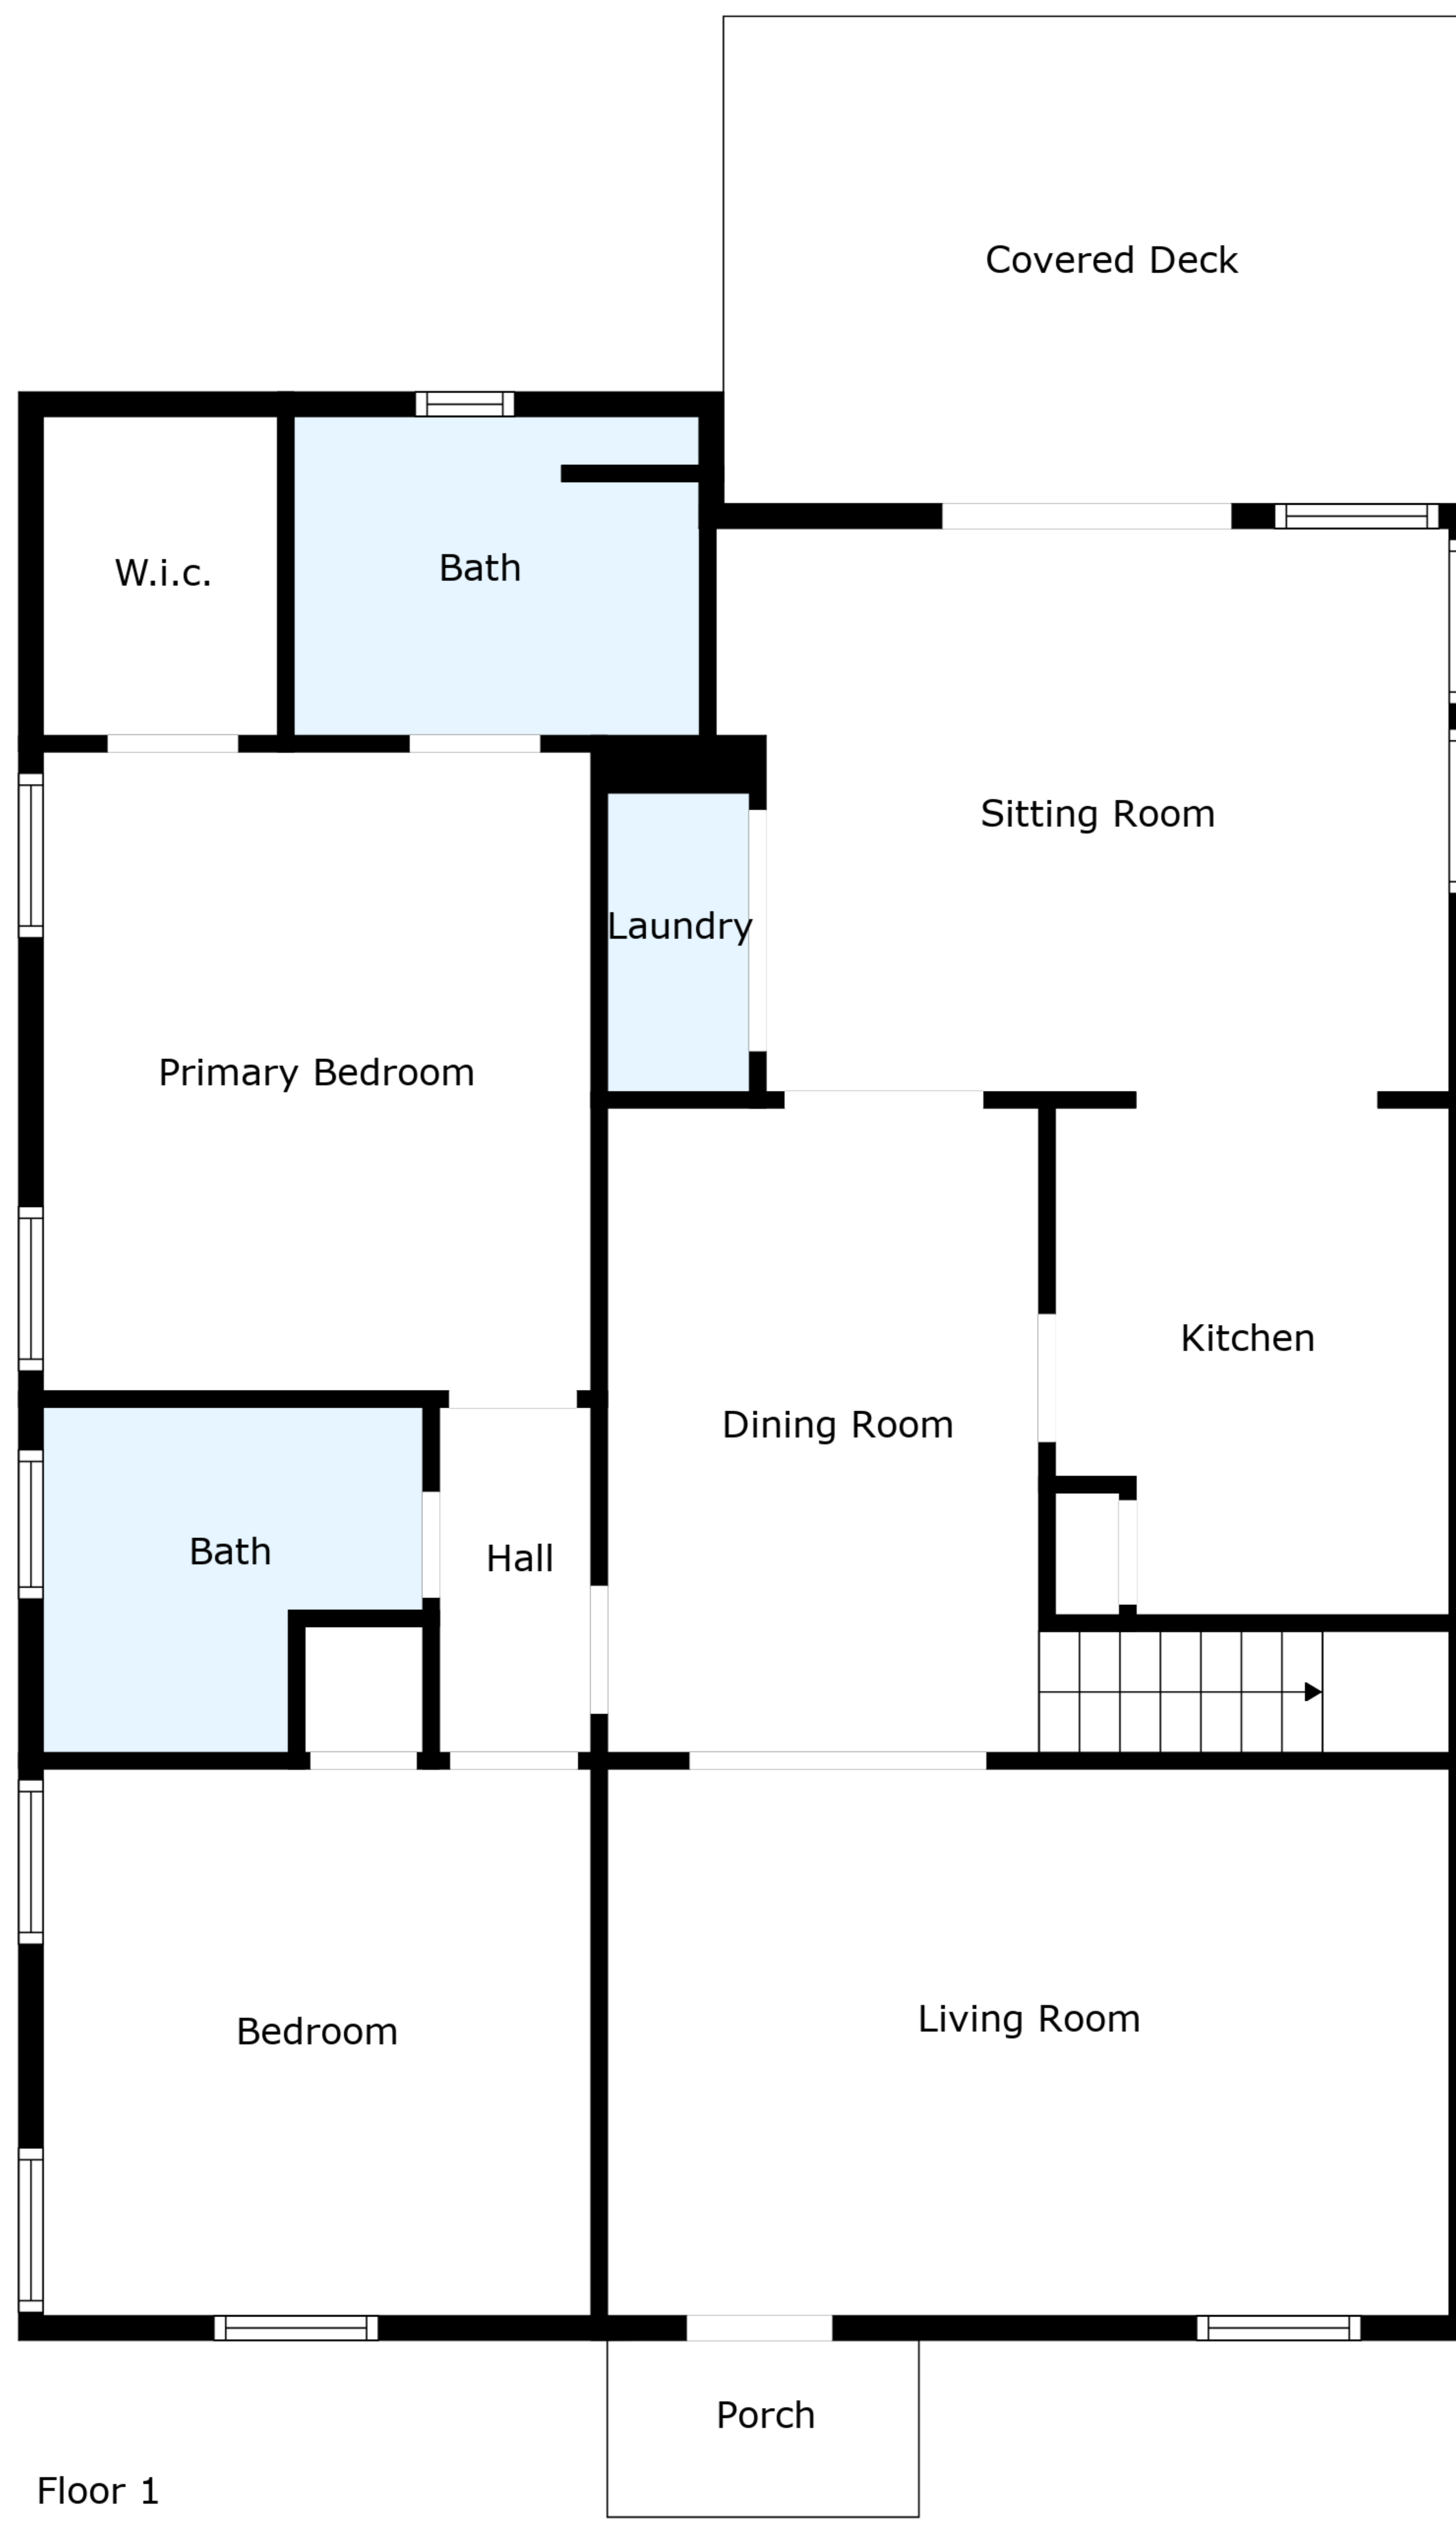 Covered Deck
W.i.c.
Bath
Sitting Room
Laundry
Primary Bedroom
Kitchen
Dining Room
Bath
Hall
Bedroom
Living Room
Porch
Floor 1